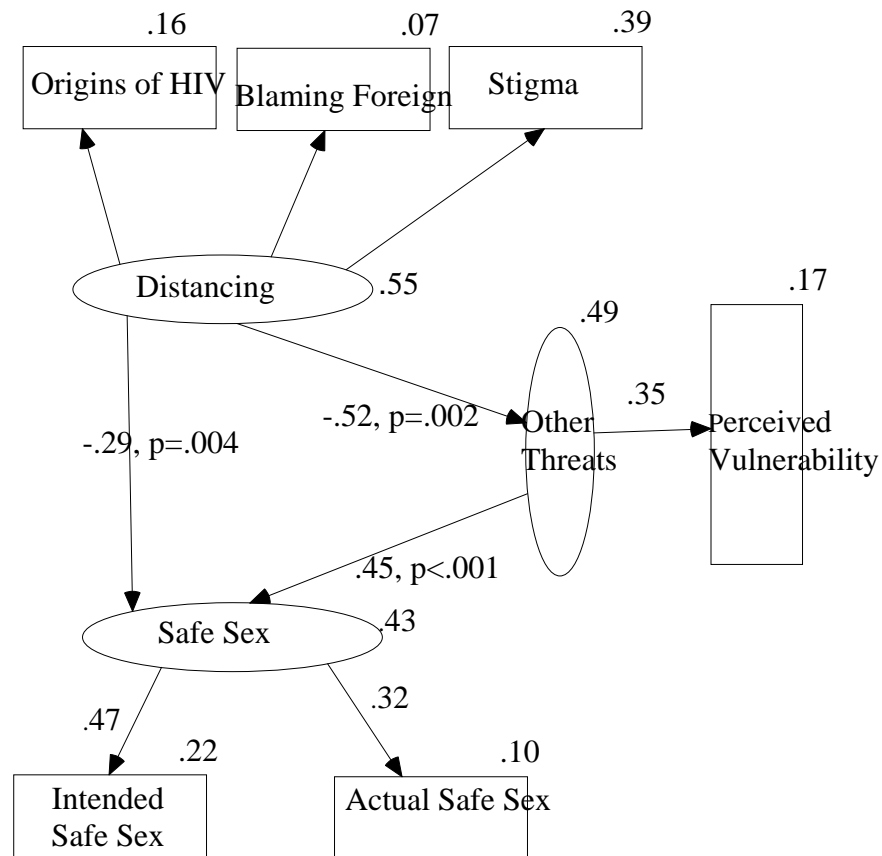 .16
.07
.39
Origins of HIV
Blaming Foreign
Stigma
Distancing
.55
.17
.49
-.52, p=.002
.35
Other
Threats
Perceived
Vulnerability
-.29, p=.004
.45, p<.001
Safe Sex
.43
.47
.32
.22
.10
Intended
Safe Sex
Actual Safe Sex